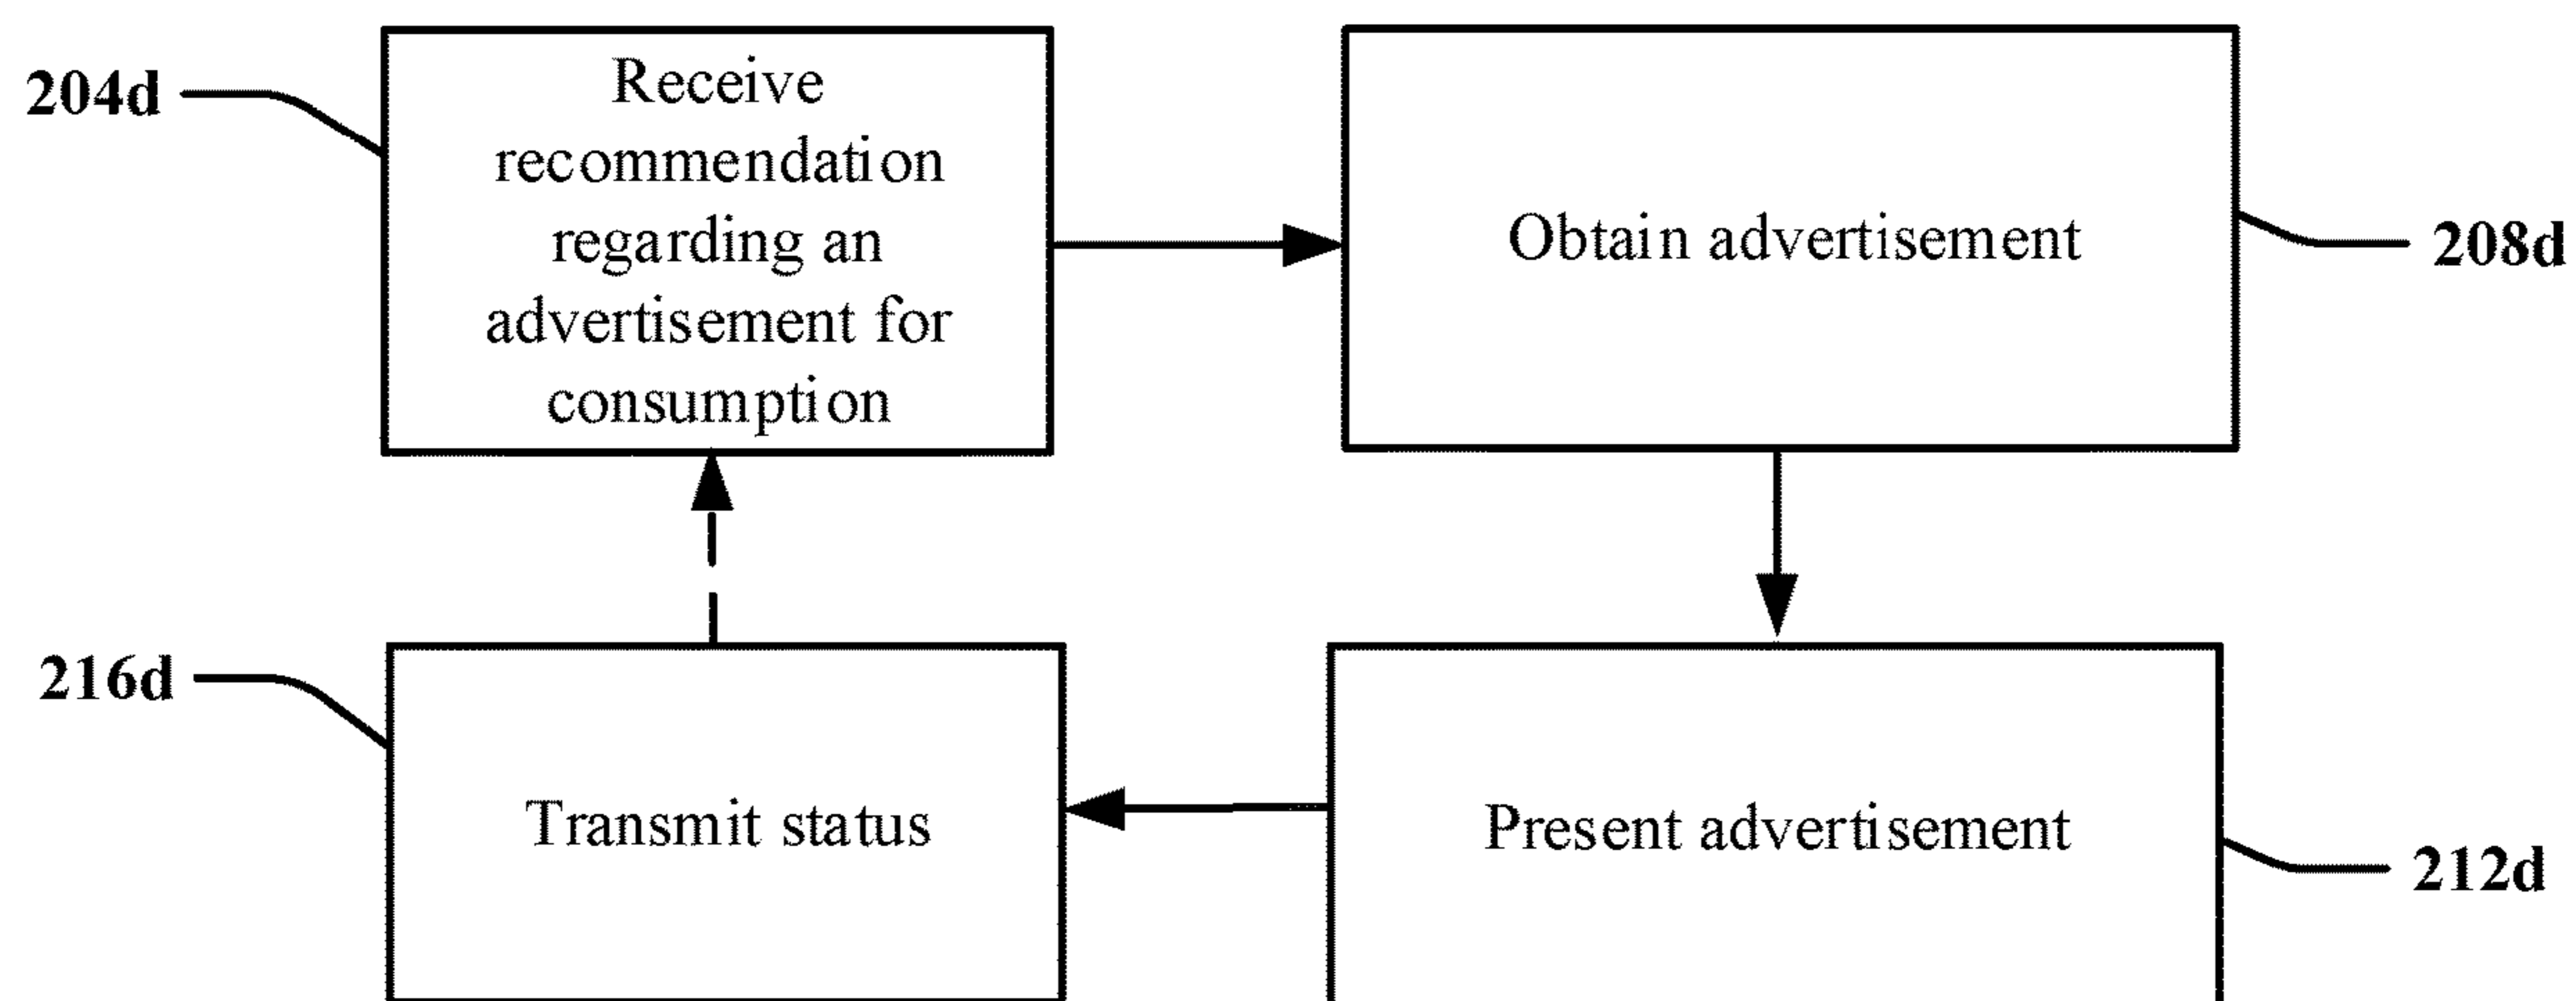 204d
Receive
recommendation
regarding an
advertisement for
consumption
Obtain advertisement
208d
216d
Transmit status
Present advertisement
212d